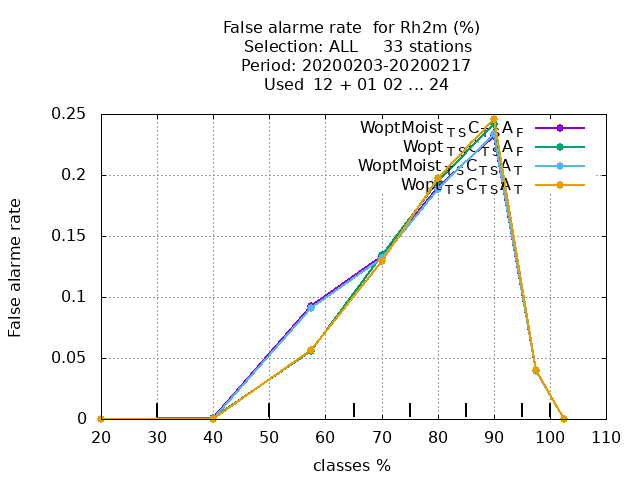 False alarme rate  for Rh2m (%)
Selection: ALL     33 stations
Period: 20200203-20200217
Used  12 + 01 02 ... 24
WoptMoist TS C TS A F
Wopt TS C TS A F
WoptMoist TS C TS A T
Wopt TS C TS A T
0.25
0.2
0.15
0.1
0.05
0
False alarme rate
20 30 40 50 60 70 80 90 100 110
classes %